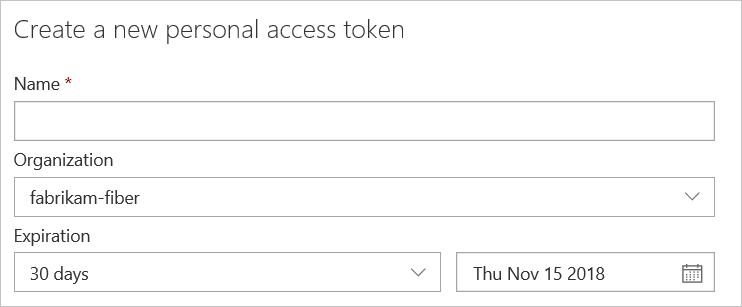 Create a new personal access token
Name *
Organization
fabrikam-fiber
Expiration
30 days
Thu Nov 15 2018